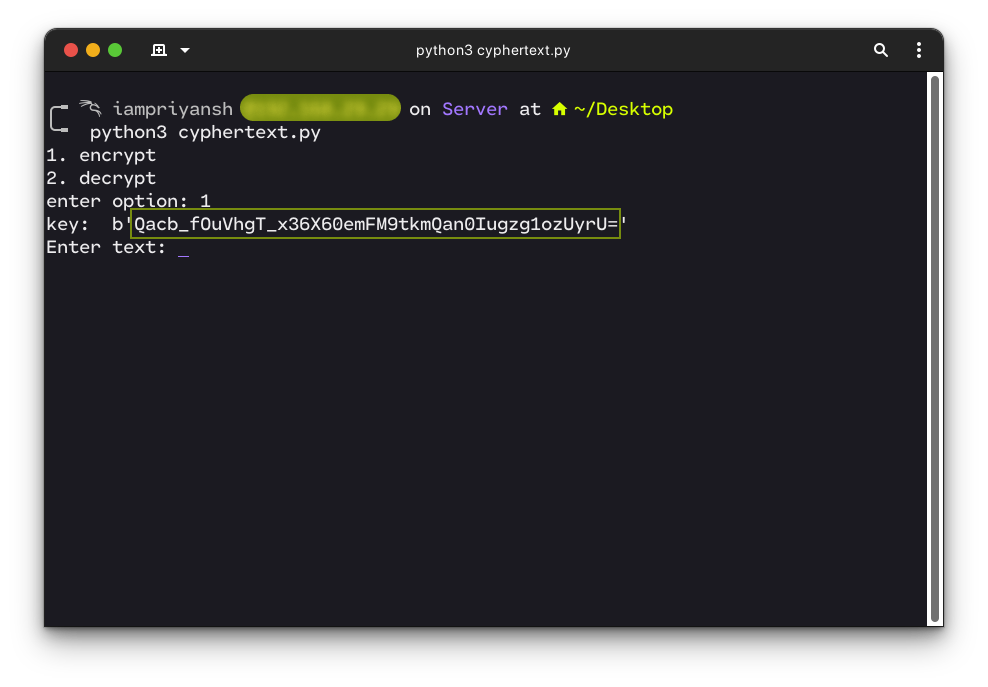 python3 cyphertext.py
iampriyansh on Server at ~/Desktop
python3 cyphertext.py
1. encrypt
2. decrypt
enter option: 1
key:  b'Qacb_fOuVhgT_x36X60emFM9tkmQan0Iugzg1ozUyrU='
Enter text: _